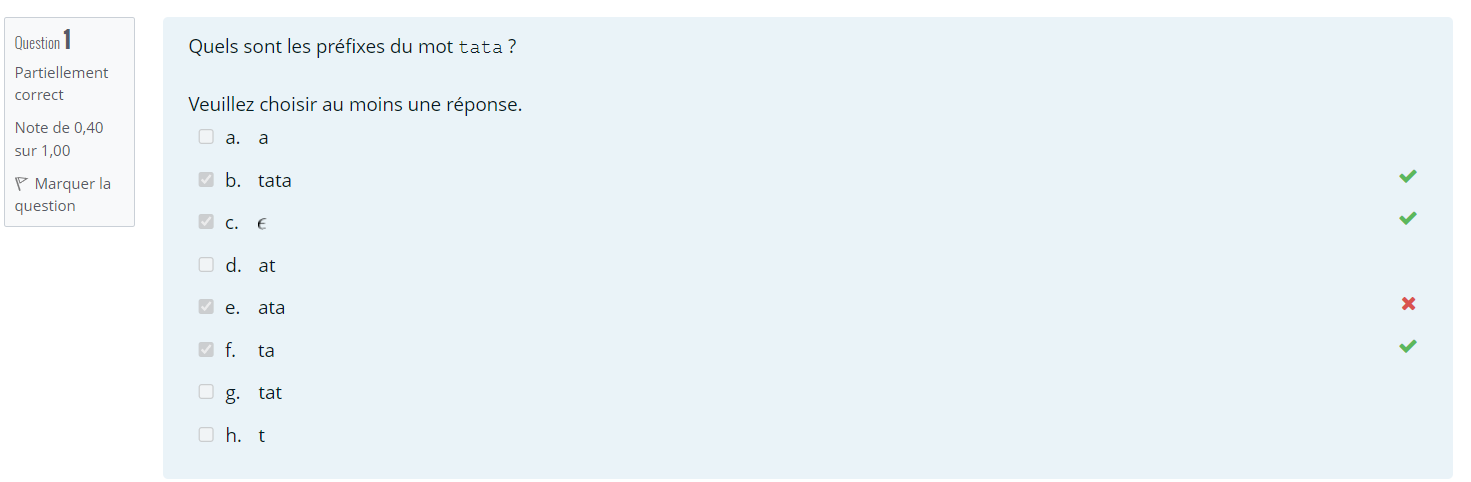 Question 1
Partiellement
correct
Note de 0,40
sur 1,00
Marquer la
question
Quels sont les préfixes du mot tata ?
Veuillez choisir au moins une réponse.
a. a
b. tata
c. ϵ
d. at
e. ata
f. ta
g. tat
h. t